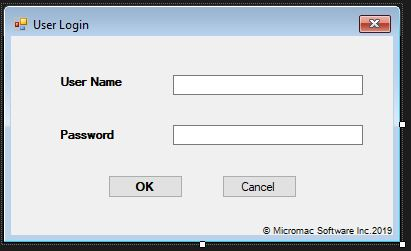 User Login
User Name
Password
OK
Cancel
© Micromac Software Inc.2019